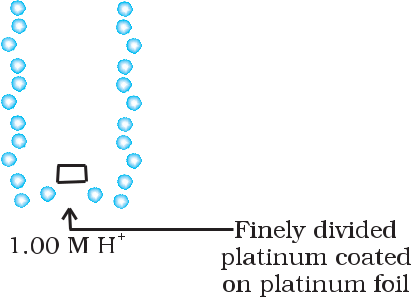 1.00 M H⁺
Finely divided
platinum coated
on platinum foil